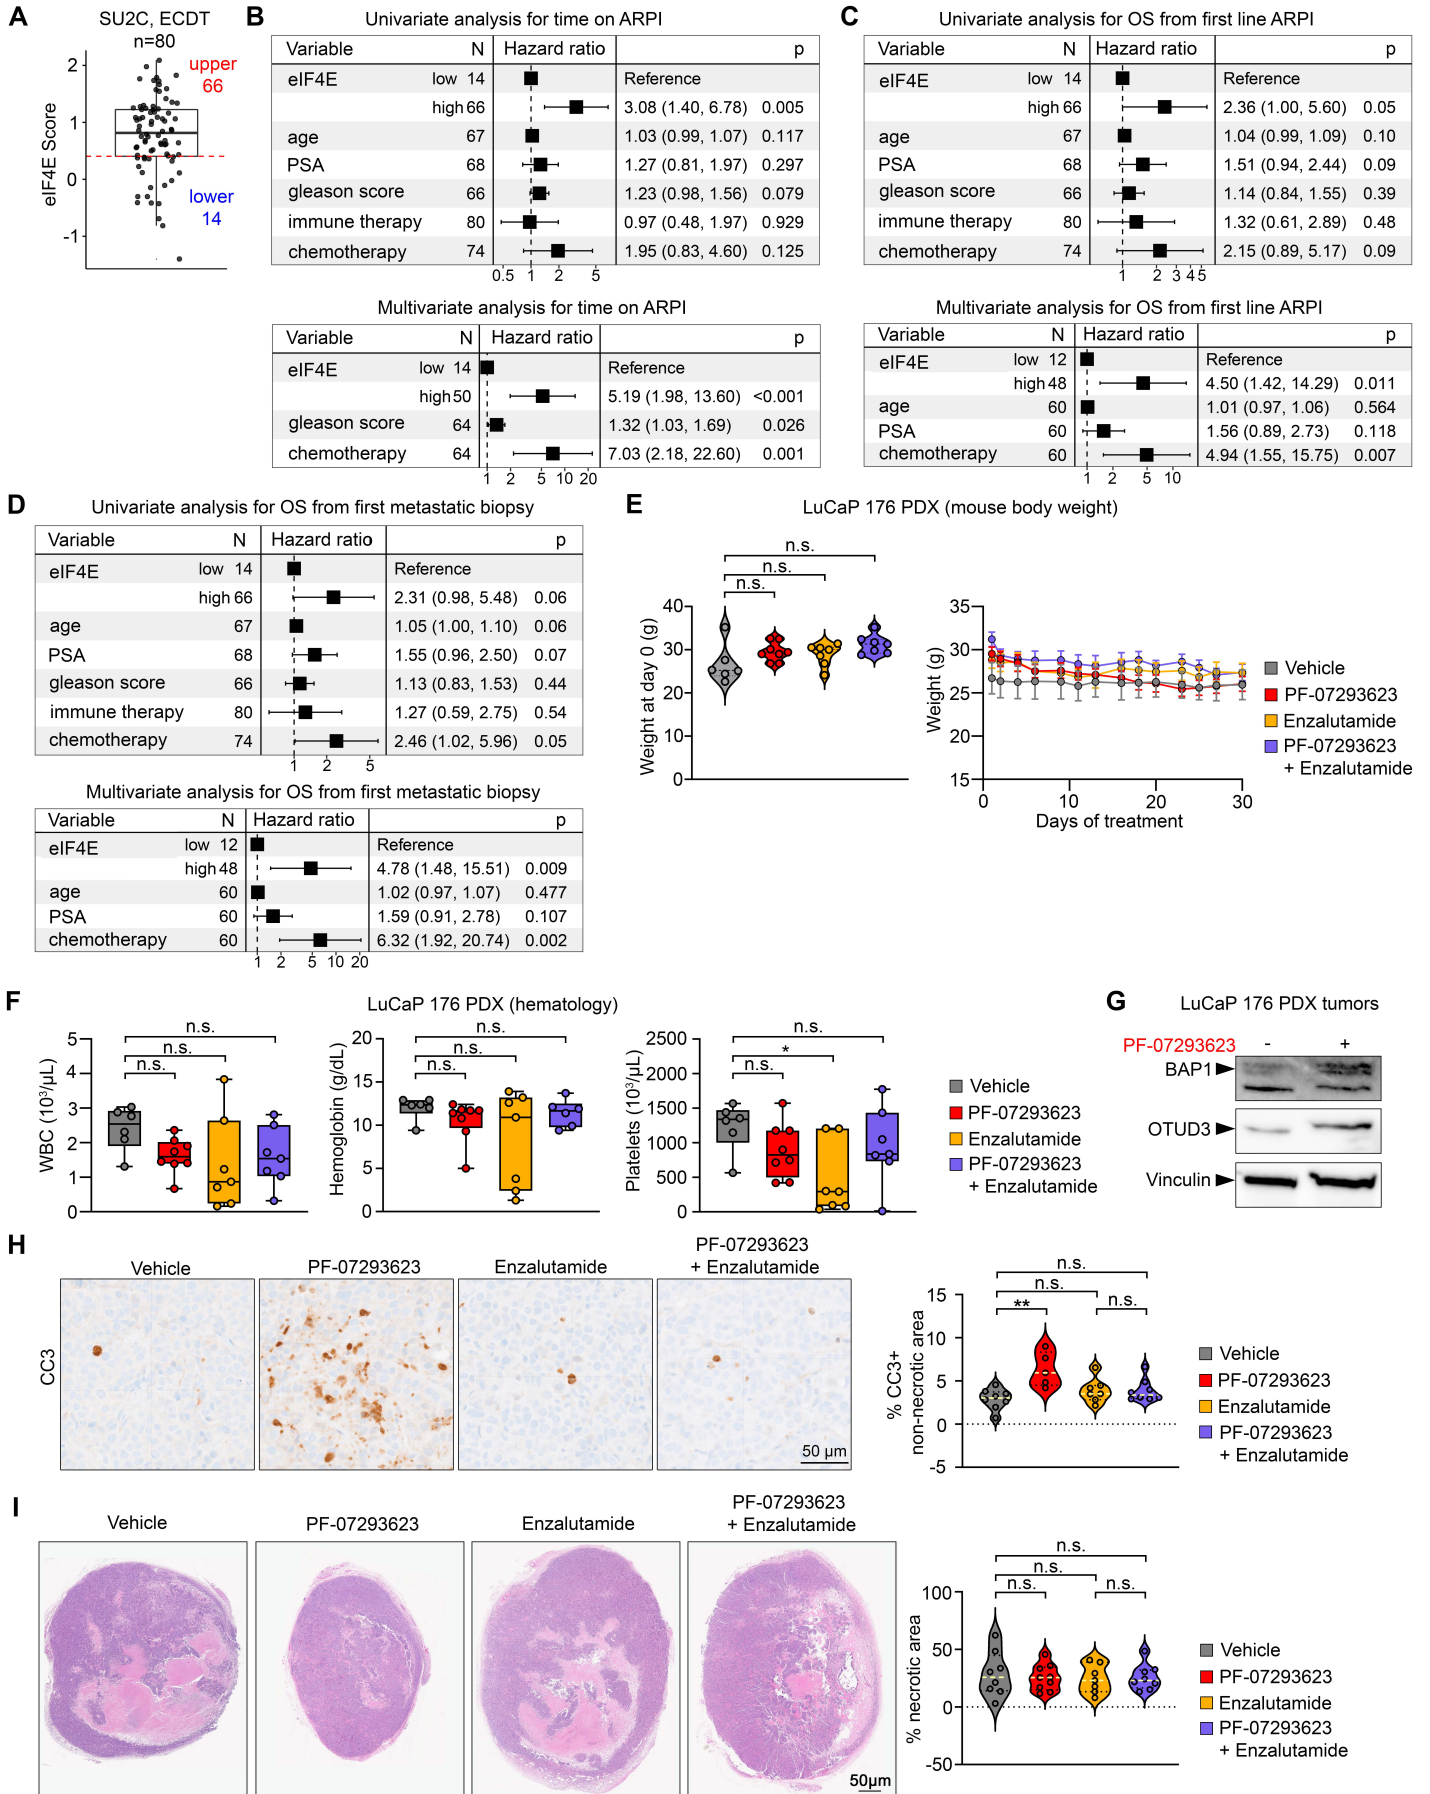 A
SU2C, ECDT
n=80
upper
66
lower
14
eIF4E Score
2
1
0
-1
B
Univariate analysis for time on ARPI
Variable N Hazard ratio p
eIF4E low 14 Reference
high 66 3.08 (1.40, 6.78) 0.005
age 67 1.03 (0.99, 1.07) 0.117
PSA 68 1.27 (0.81, 1.97) 0.297
gleason score 66 1.23 (0.98, 1.56) 0.079
immune therapy 80 0.97 (0.48, 1.97) 0.929
chemotherapy 74 1.95 (0.83, 4.60) 0.125
0.5 1 2 5
Multivariate analysis for time on ARPI
Variable N Hazard ratio p
eIF4E low 14 Reference
high 50 5.19 (1.98, 13.60) <0.001
gleason score 64 1.32 (1.03, 1.69) 0.026
chemotherapy 64 7.03 (2.18, 22.60) 0.001
1 2 5 10 20
C
Univariate analysis for OS from first line ARPI
Variable N Hazard ratio p
eIF4E low 14 Reference
high 66 2.36 (1.00, 5.60) 0.05
age 67 1.04 (0.99, 1.09) 0.10
PSA 68 1.51 (0.94, 2.44) 0.09
gleason score 66 1.14 (0.84, 1.55) 0.39
immune therapy 80 1.32 (0.61, 2.89) 0.48
chemotherapy 74 2.15 (0.89, 5.17) 0.09
1 2 3 4 5
Multivariate analysis for OS from first line ARPI
Variable N Hazard ratio p
eIF4E low 12 Reference
high 48 4.50 (1.42, 14.29) 0.011
age 60 1.01 (0.97, 1.06) 0.564
PSA 60 1.56 (0.89, 2.73) 0.118
chemotherapy 60 4.94 (1.55, 15.75) 0.007
1 2 5 10
D
Univariate analysis for OS from first metastatic biopsy
Variable N Hazard ratio p
eIF4E low 14 Reference
high 66 2.31 (0.98, 5.48) 0.06
age 67 1.05 (1.00, 1.10) 0.06
PSA 68 1.55 (0.96, 2.50) 0.07
gleason score 66 1.13 (0.83, 1.53) 0.44
immune therapy 80 1.27 (0.59, 2.75) 0.54
chemotherapy 74 2.46 (1.02, 5.96) 0.05
1 2 5
Multivariate analysis for OS from first metastatic biopsy
Variable N Hazard ratio p
eIF4E low 12 Reference
high 48 4.78 (1.48, 15.51) 0.009
age 60 1.02 (0.97, 1.07) 0.477
PSA 60 1.59 (0.91, 2.78) 0.107
chemotherapy 60 6.32 (1.92, 20.74) 0.002
1 2 5 10 20
E
LuCaP 176 PDX (mouse body weight)
n.s.
n.s.
n.s.
Weight at day 0 (g)
40
30
20
10
0
Weight (g)
35
30
25
20
15
0 10 20 30
Days of treatment
Vehicle
PF-07293623
Enzalutamide
PF-07293623
+ Enzalutamide
F
LuCaP 176 PDX (hematology)
WBC (10³/µL)
5
4
3
2
1
0
n.s.
n.s.
n.s.
Hemoglobin (g/dL)
20
15
10
5
0
n.s.
n.s.
n.s.
Platelets (10³/µL)
2500
2000
1500
1000
500
0
n.s.
*
n.s.
Vehicle
PF-07293623
Enzalutamide
PF-07293623
+ Enzalutamide
G
LuCaP 176 PDX tumors
PF-07293623 - +
BAP1
OTUD3
Vinculin
H
Vehicle
PF-07293623
Enzalutamide
PF-07293623
+ Enzalutamide
CC3
50 µm
% CC3+
non-necrotic area
15
10
5
0
-5
n.s.
n.s.
** n.s.
Vehicle
PF-07293623
Enzalutamide
PF-07293623
+ Enzalutamide
I
Vehicle
PF-07293623
Enzalutamide
PF-07293623
+ Enzalutamide
50µm
% necrotic area
100
50
0
-50
n.s.
n.s.
n.s. n.s.
Vehicle
PF-07293623
Enzalutamide
PF-07293623
+ Enzalutamide